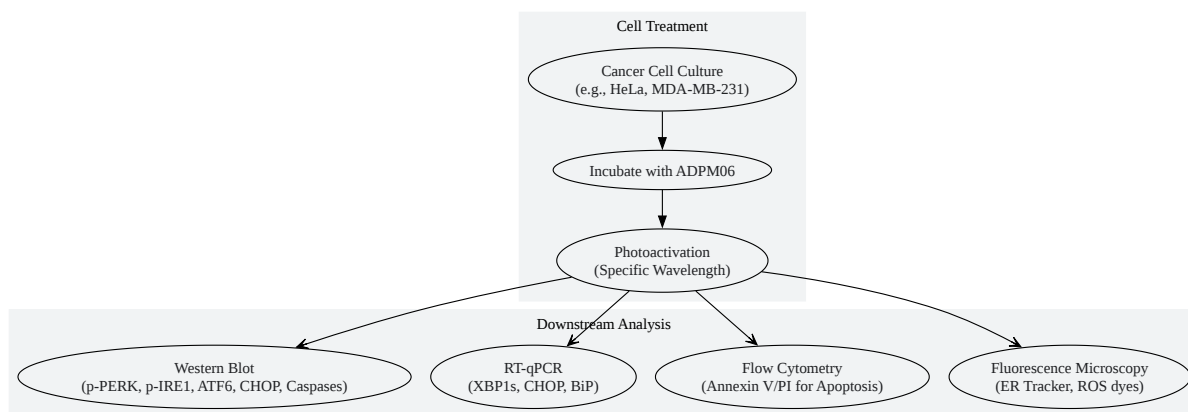 Cell Treatment
Cancer Cell Culture
(e.g., HeLa, MDA-MB-231)
Incubate with ADPM06
Photoactivation
(Specific Wavelength)
Downstream Analysis
Western Blot
(p-PERK, p-IRE1, ATF6, CHOP, Caspases)
RT-qPCR
(XBP1s, CHOP, BiP)
Flow Cytometry
(Annexin V/PI for Apoptosis)
Fluorescence Microscopy
(ER Tracker, ROS dyes)